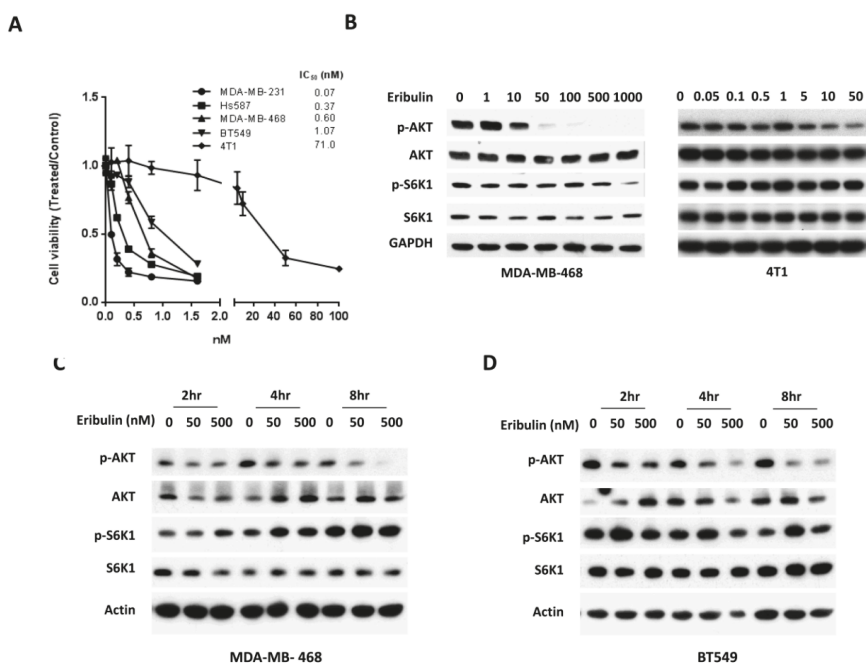 A
IC50 (nM)
MDA-MB-231 0.07
Hs587 0.37
MDA-MB-468 0.60
BT549 1.07
4T1 71.0
Cell viability (Treated/Control)
1.5
1.0
0.5
0.0
0.0 0.5 1.0 1.5 2.0 20 40 60 80 100
nM
B
Eribulin 0 1 10 50 100 500 1000
0 0.05 0.1 0.5 1 5 10 50
p-AKT
AKT
p-S6K1
S6K1
GAPDH
MDA-MB-468
4T1
C
2hr 4hr 8hr
Eribulin (nM) 0 50 500 0 50 500 0 50 500
p-AKT
AKT
p-S6K1
S6K1
Actin
MDA-MB- 468
D
2hr 4hr 8hr
Eribulin (nM) 0 50 500 0 50 500 0 50 500
p-AKT
AKT
p-S6K1
S6K1
Actin
BT549